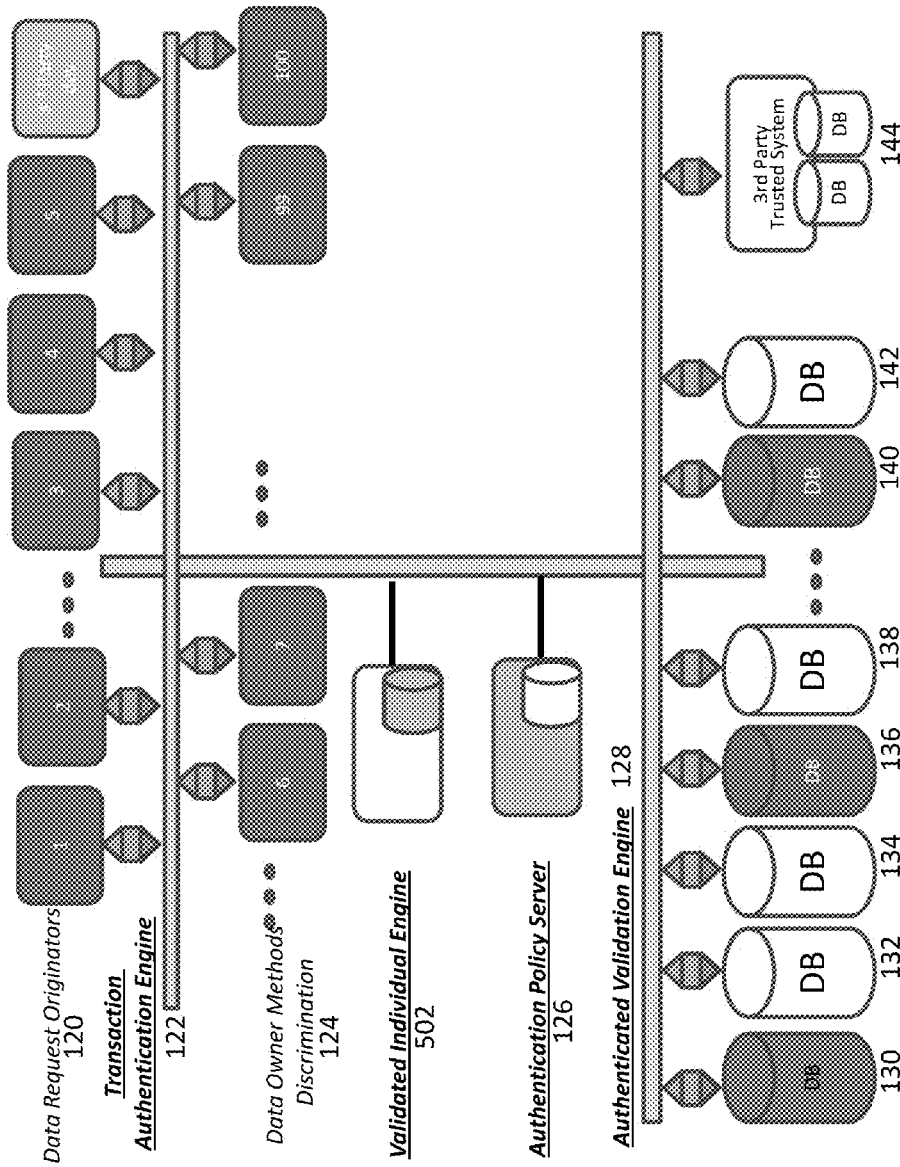 Data Request Originators
120
1
2
3
4
5
Transaction
Authentication Engine
122
Data Owner Methods
Discrimination
124
6
7
99
100
Validated Individual Engine
502
Authentication Policy Server
126
Authenticated Validation Engine 128
DB
DB
DB
DB
DB
DB
DB
3rd Party
Trusted System
DB
DB
130
132
134
136
138
140
142
144